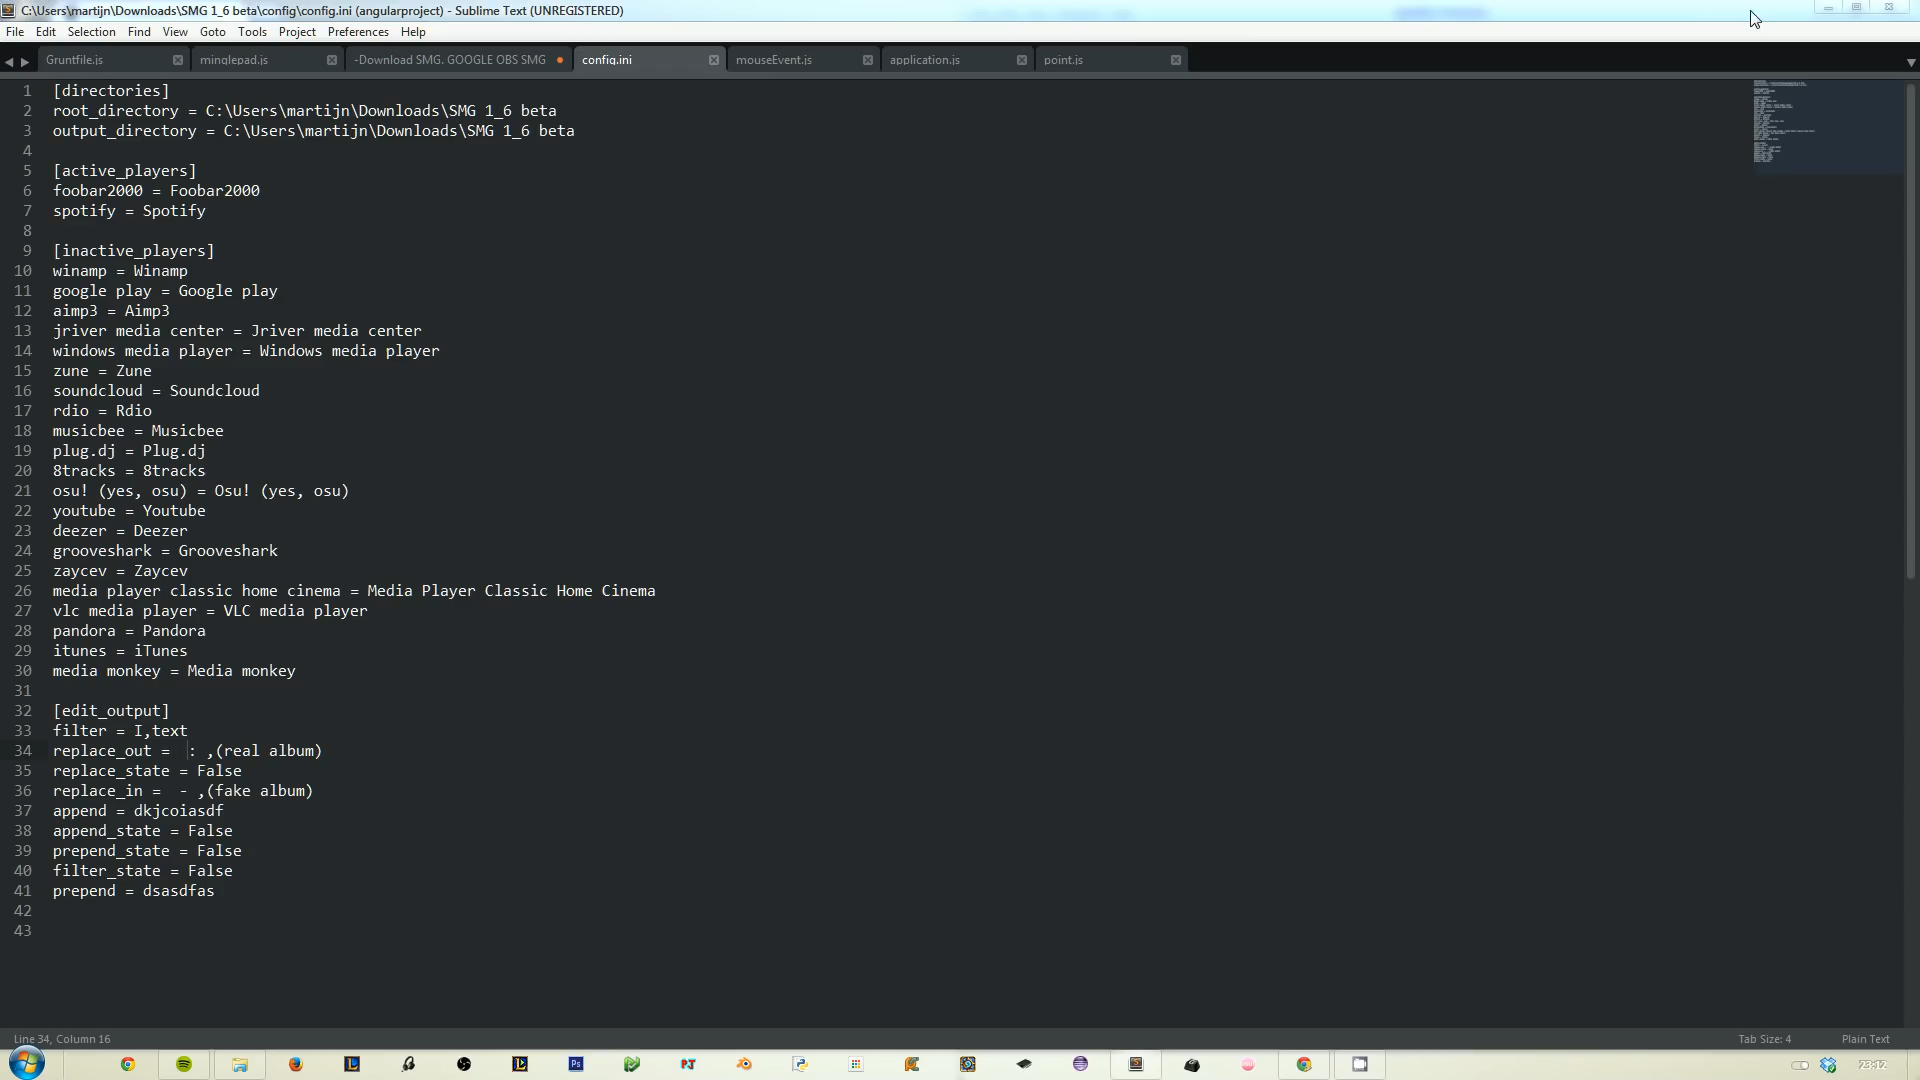 C:\Users\martijn\Downloads\SMG 1_6 beta\config\config.ini (angularproject) - Sublime Text (UNREGISTERED)
File Edit Selection Find View Goto Tools Project Preferences Help
Gruntfile.js minglepad.js -Download SMG. GOOGLE OBS SMG config.ini mouseEvent.js application.js point.js
1 [directories]
2 root_directory = C:\Users\martijn\Downloads\SMG 1_6 beta
3 output_directory = C:\Users\martijn\Downloads\SMG 1_6 beta
4
5 [active_players]
6 foobar2000 = Foobar2000
7 spotify = Spotify
8
9 [inactive_players]
10 winamp = Winamp
11 google play = Google play
12 aimp3 = Aimp3
13 jriver media center = Jriver media center
14 windows media player = Windows media player
15 zune = Zune
16 soundcloud = Soundcloud
17 rdio = Rdio
18 musicbee = Musicbee
19 plug.dj = Plug.dj
20 8tracks = 8tracks
21 osu! (yes, osu) = Osu! (yes, osu)
22 youtube = Youtube
23 deezer = Deezer
24 grooveshark = Grooveshark
25 zaycev = Zaycev
26 media player classic home cinema = Media Player Classic Home Cinema
27 vlc media player = VLC media player
28 pandora = Pandora
29 itunes = iTunes
30 media monkey = Media monkey
31
32 [edit_output]
33 filter = I,text
34 replace_out =  : ,(real album)
35 replace_state = False
36 replace_in =  - ,(fake album)
37 append = dkjcoiasdf
38 append_state = False
39 prepend_state = False
40 filter_state = False
41 prepend = dsasdfas
42
43
Line 34, Column 16 Tab Size: 4 Plain Text
Ps PT 23:12